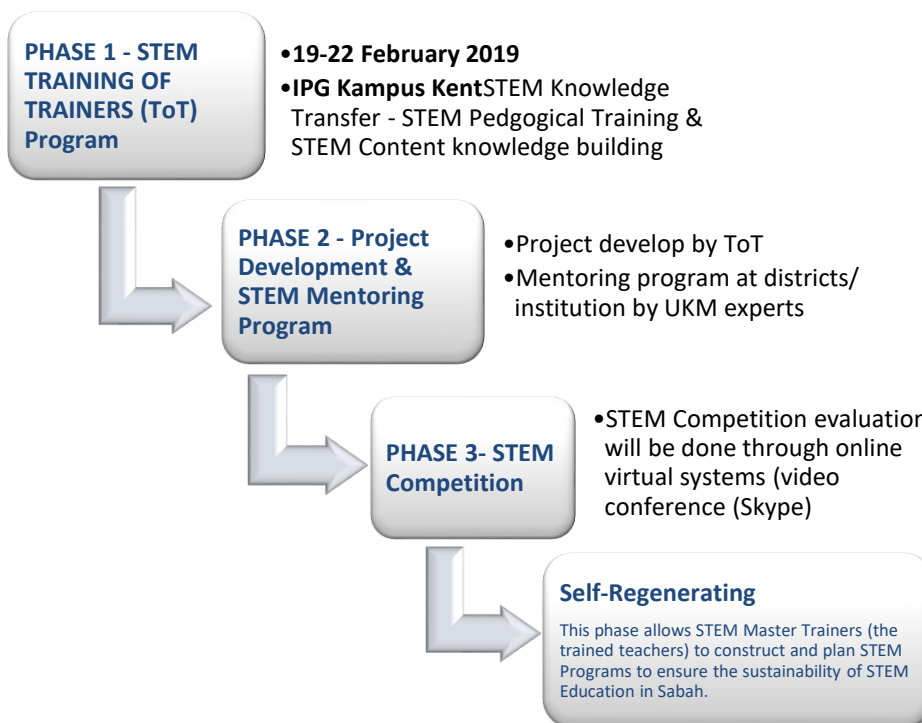 PHASE 1 - STEM
TRAINING OF
TRAINERS (ToT)
Program
•19-22 February 2019
•IPG Kampus KentSTEM Knowledge
Transfer - STEM Pedgogical Training &
STEM Content knowledge building
PHASE 2 - Project
Development &
STEM Mentoring
Program
•Project develop by ToT
•Mentoring program at districts/
institution by UKM experts
PHASE 3- STEM
Competition
•STEM Competition evaluation
will be done through online
virtual systems (video
conference (Skype)
Self-Regenerating
This phase allows STEM Master Trainers (the
trained teachers) to construct and plan STEM
Programs to ensure the sustainability of STEM
Education in Sabah.